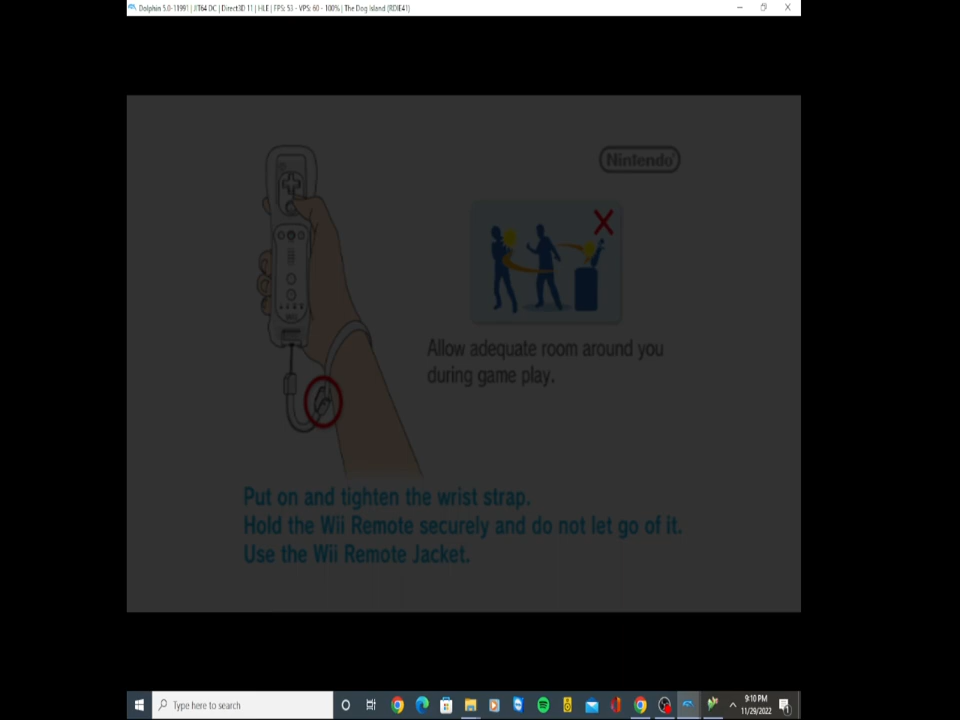 Dolphin 5.0-11991 | JIT64 DC | Direct3D 11 | HLE | FPS: 53 - VPS: 60 - 100% | The Dog Island (RDIE41)
Nintendo
Allow adequate room around you
during game play.
Put on and tighten the wrist strap.
Hold the Wii Remote securely and do not let go of it.
Use the Wii Remote Jacket.
Type here to search
9:10 PM
11/29/2022
1